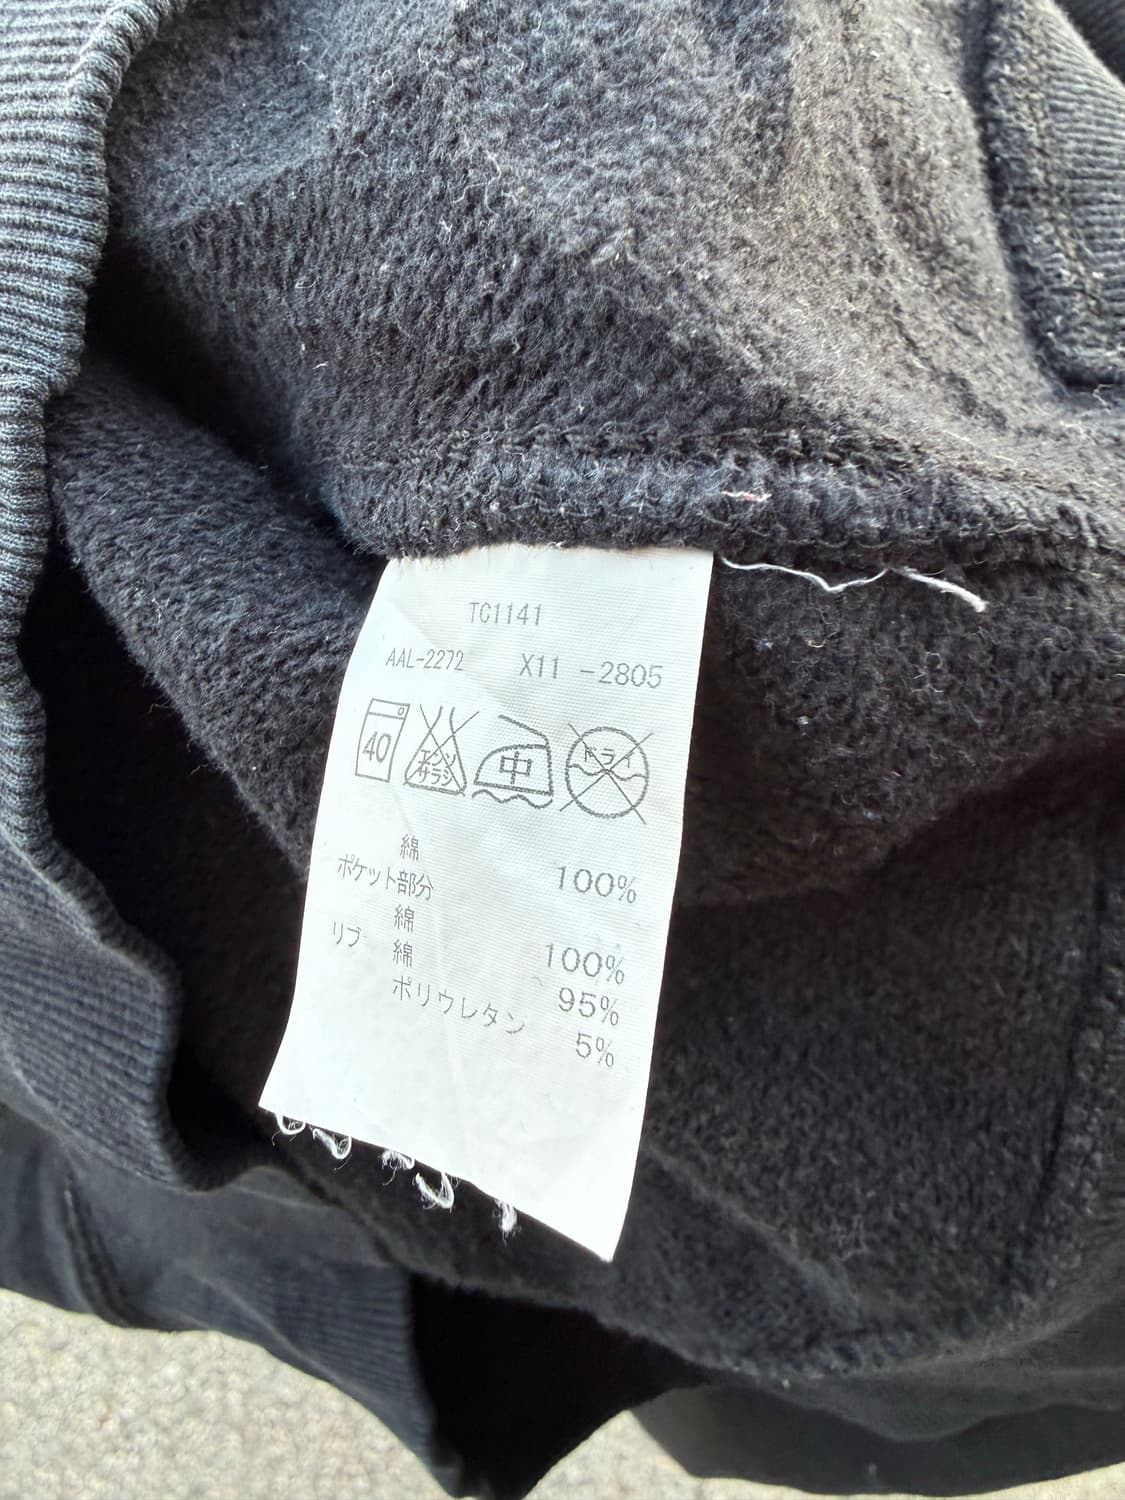 TC1141
AAL-2272 X11 -2805
40 エンソ サラシ 中 ドライ
綿 100%
ポケット部分
綿 100%
リブ 綿 95%
ポリウレタン 5%